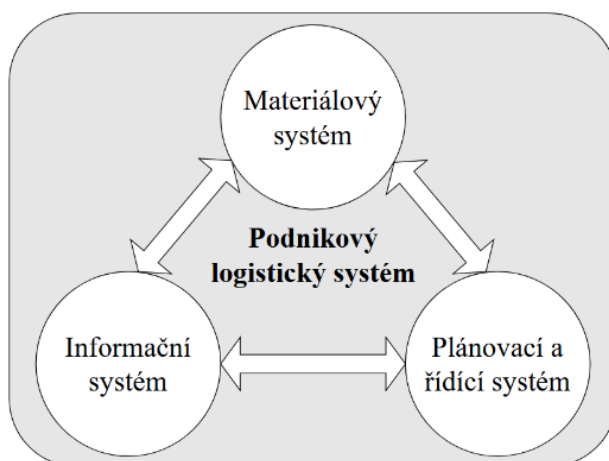 Materiálový
systém
Podnikový
logistický systém
Informační
systém
Plánovací a
řídící systém